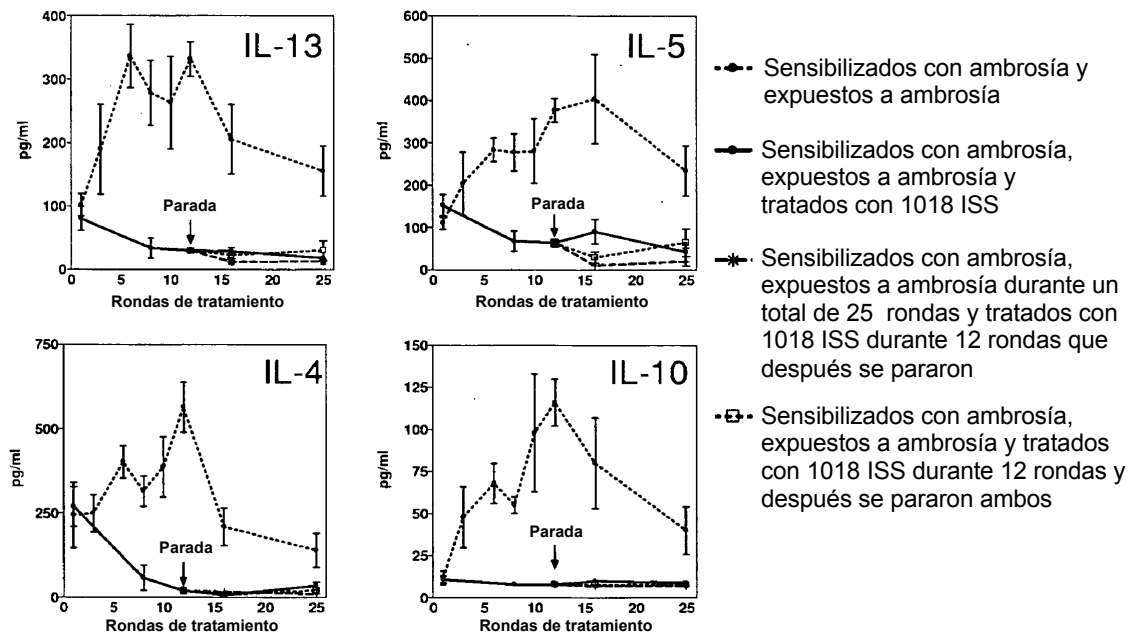 400
300
200
100
0
pg/ml
IL-13
Parada
0 5 10 15 20 25
Rondas de tratamiento
600
500
400
300
200
100
0
pg/ml
IL-5
Parada
0 5 10 15 20 25
Rondas de tratamiento
750
500
250
0
pg/ml
IL-4
Parada
0 5 10 15 20 25
Rondas de tratamiento
150
125
100
75
50
25
0
pg/ml
IL-10
Parada
0 5 10 15 20 25
Rondas de tratamiento
Sensibilizados con ambrosía y
expuestos a ambrosía
Sensibilizados con ambrosía,
expuestos a ambrosía y
tratados con 1018 ISS
Sensibilizados con ambrosía,
expuestos a ambrosía durante un
total de 25 rondas y tratados con
1018 ISS durante 12 rondas que
después se pararon
Sensibilizados con ambrosía,
expuestos a ambrosía y tratados
con 1018 ISS durante 12 rondas y
después se pararon ambos